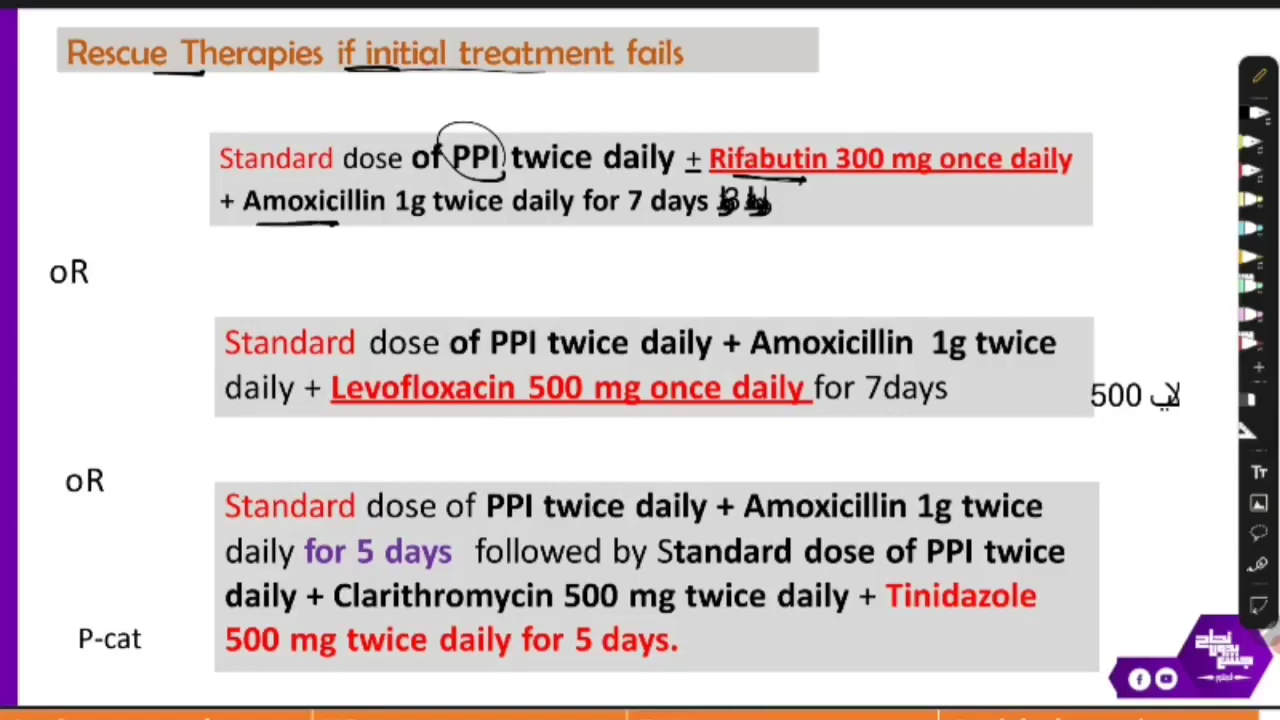 Rescue Therapies if initial treatment fails
Standard dose of PPI twice daily + Rifabutin 300 mg once daily
+ Amoxicillin 1g twice daily for 7 days
oR
Standard dose of PPI twice daily + Amoxicillin 1g twice
daily + Levofloxacin 500 mg once daily for 7days
500 ليب
oR
Standard dose of PPI twice daily + Amoxicillin 1g twice
daily for 5 days followed by Standard dose of PPI twice
daily + Clarithromycin 500 mg twice daily + Tinidazole
500 mg twice daily for 5 days.
P-cat